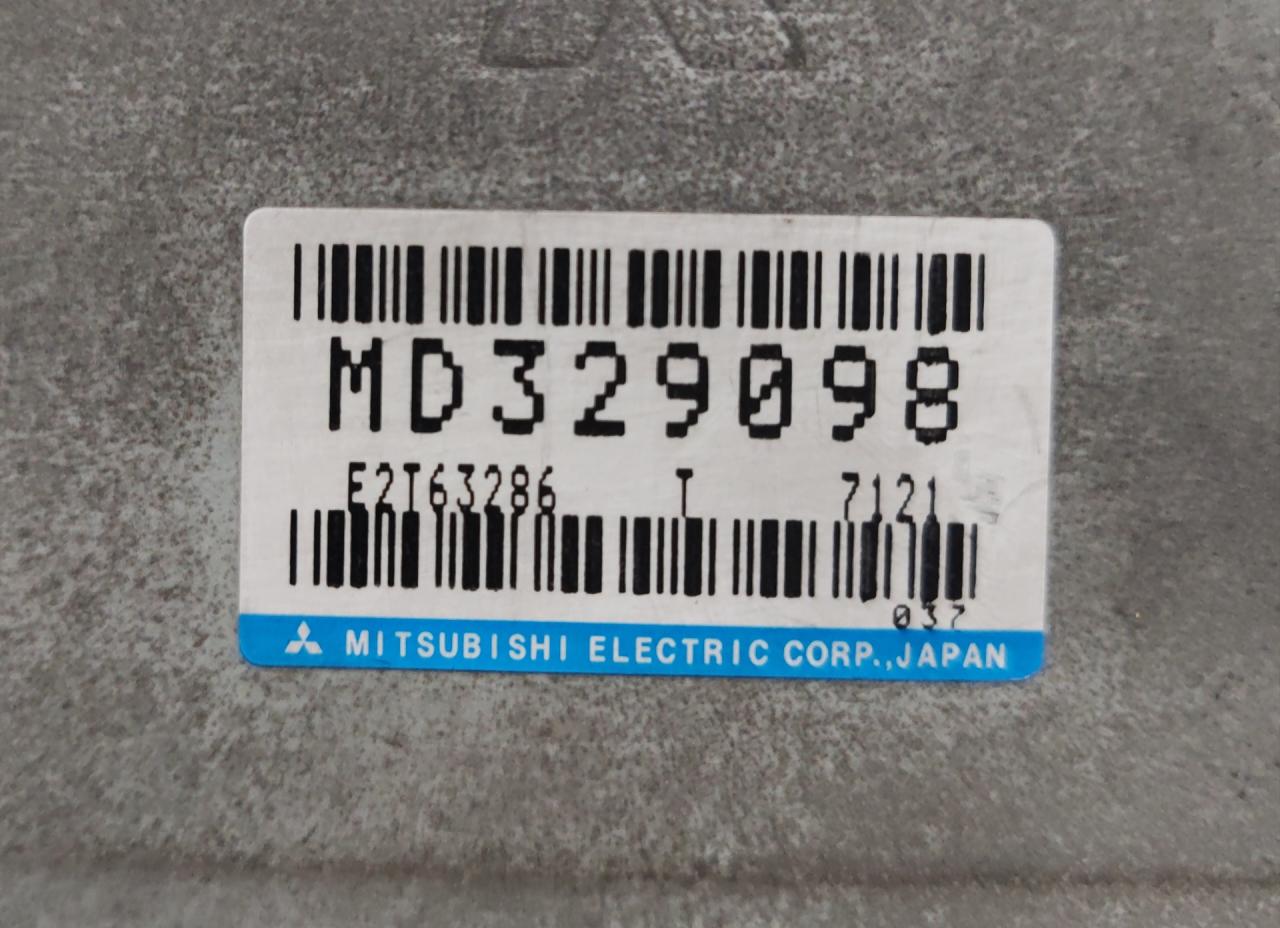 MD329098
E2T63286 T 7121
037
MITSUBISHI ELECTRIC CORP.,JAPAN